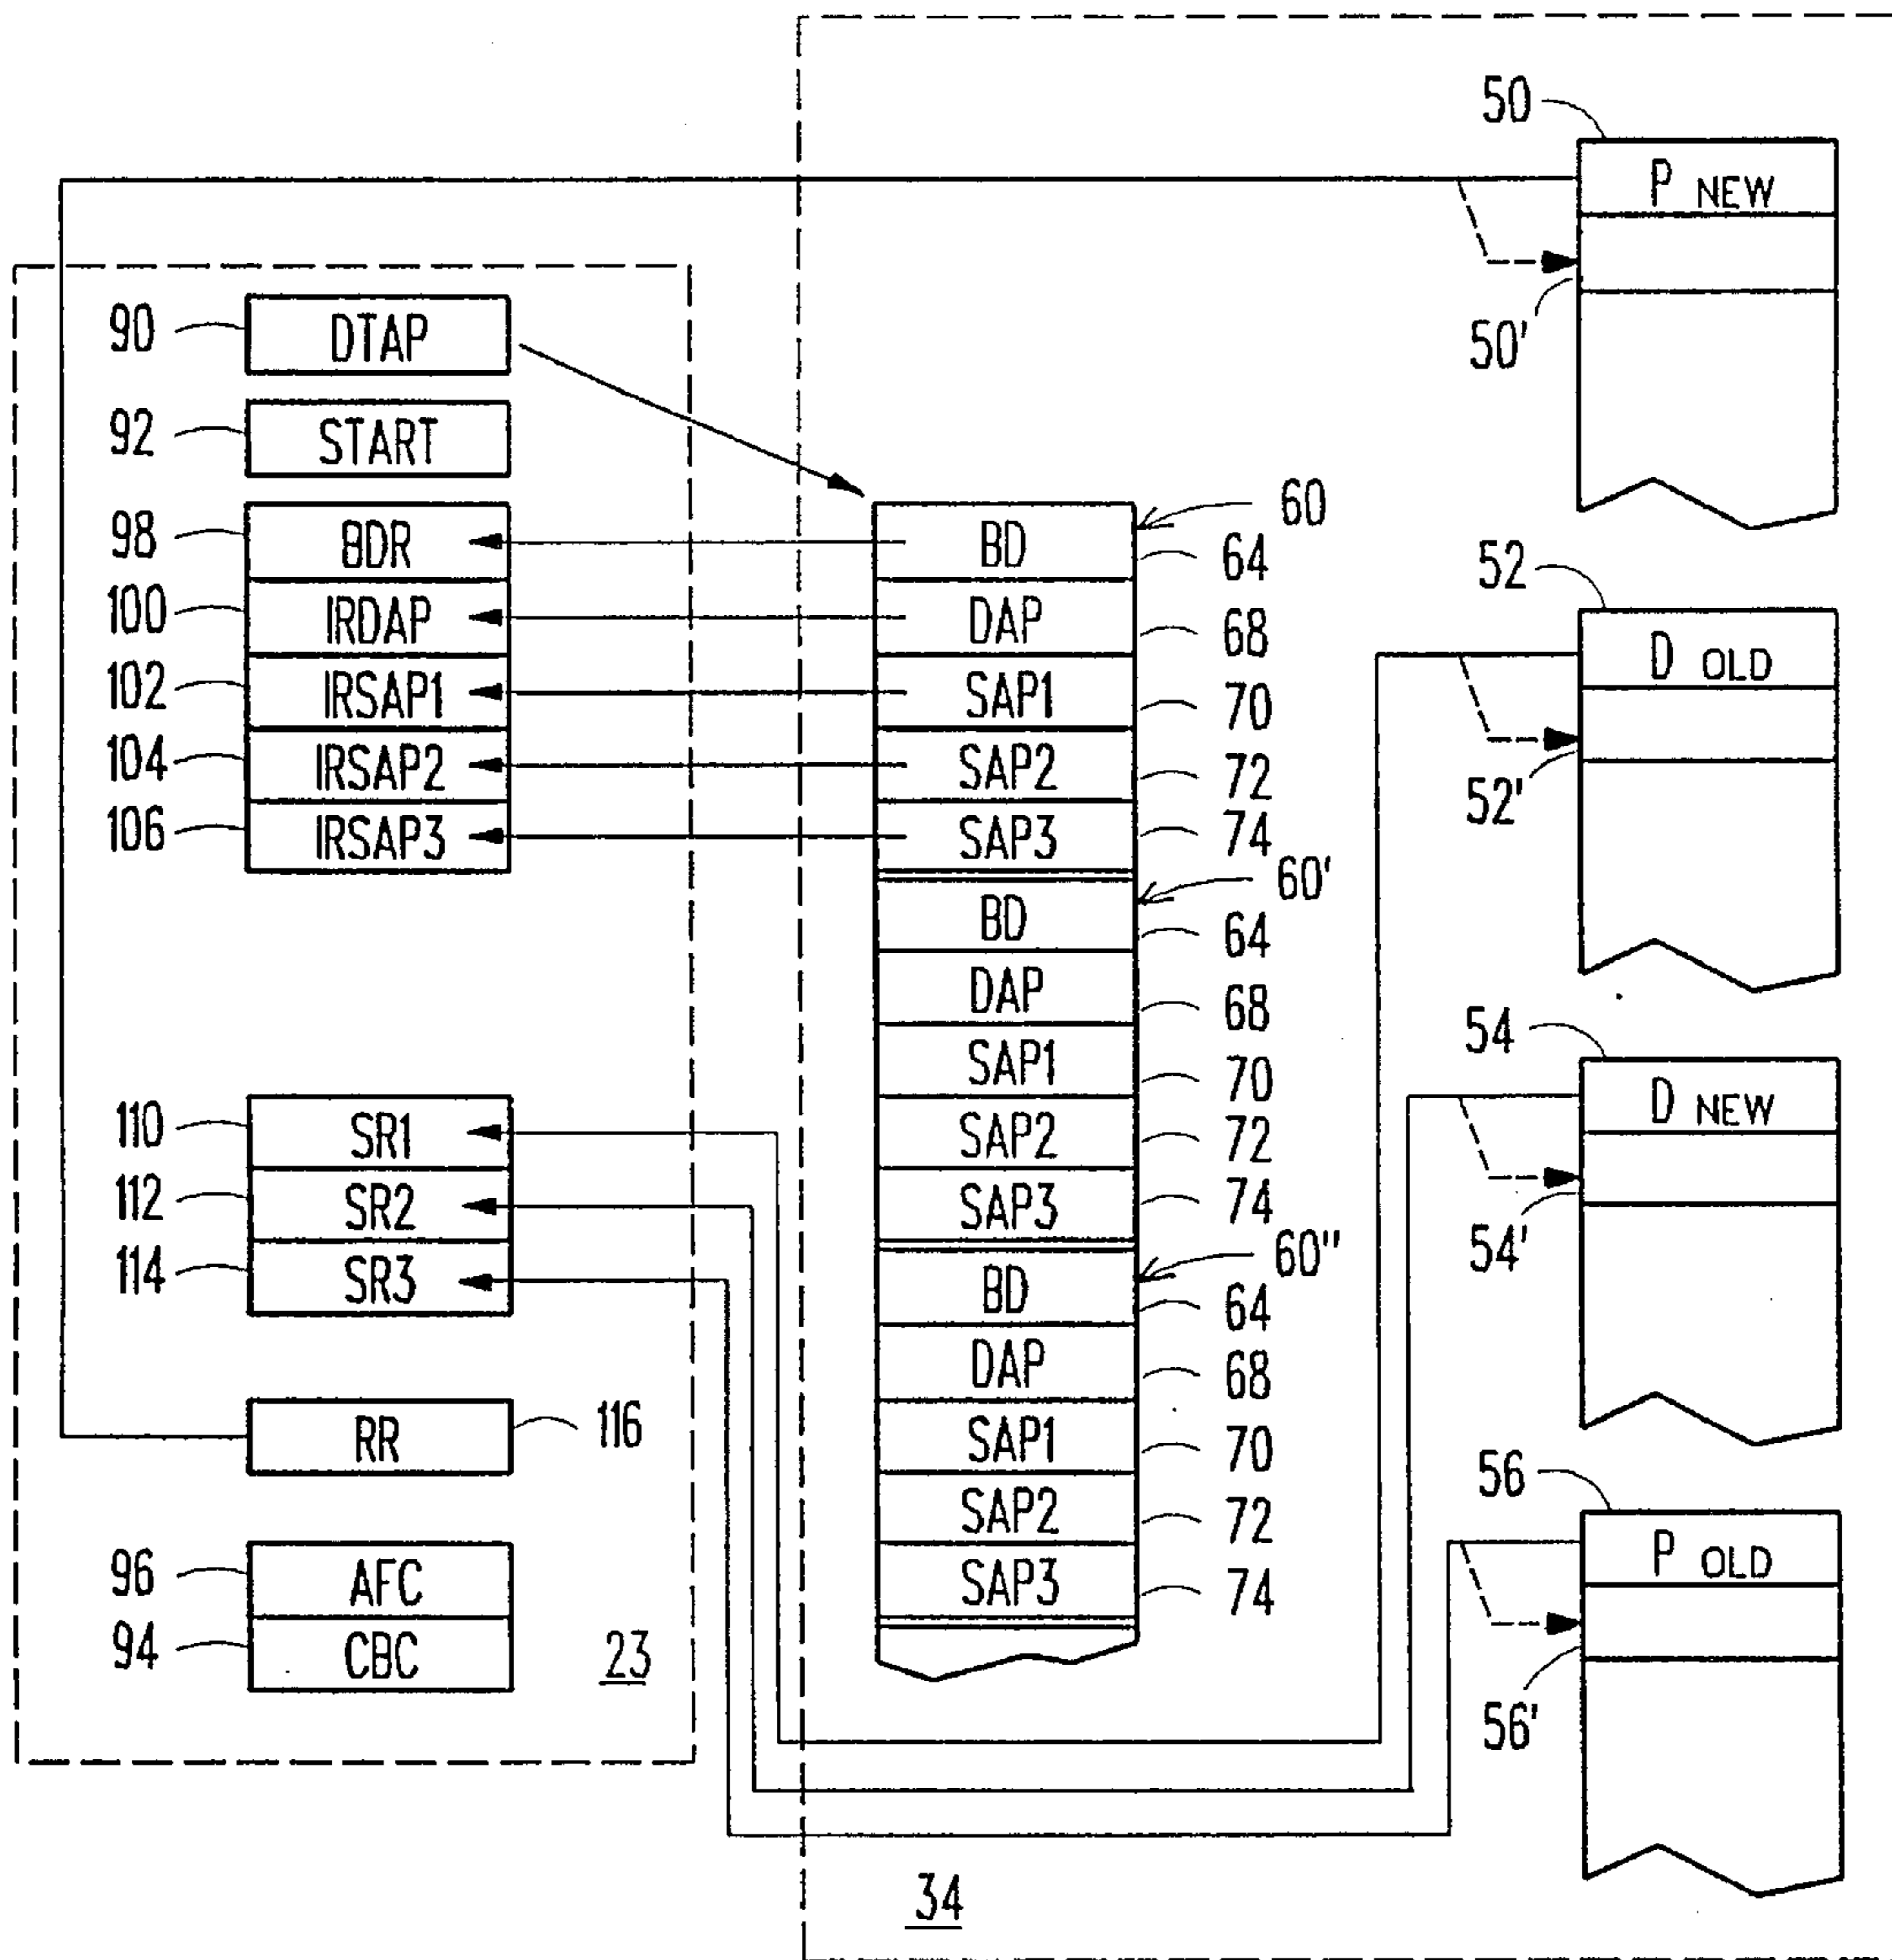 50
P NEW
50'
90 DTAP
92 START
98 BDR
100 IRDAP
102 IRSAP1
104 IRSAP2
106 IRSAP3
110 SR1
112 SR2
114 SR3
RR 116
96 AFC
94 CBC
23
60
BD 64
DAP 68
SAP1 70
SAP2 72
SAP3 74
60'
BD 64
DAP 68
SAP1 70
SAP2 72
SAP3 74
60"
BD 64
DAP 68
SAP1 70
SAP2 72
SAP3 74
52
D OLD
52'
54
D NEW
54'
56
P OLD
56'
34